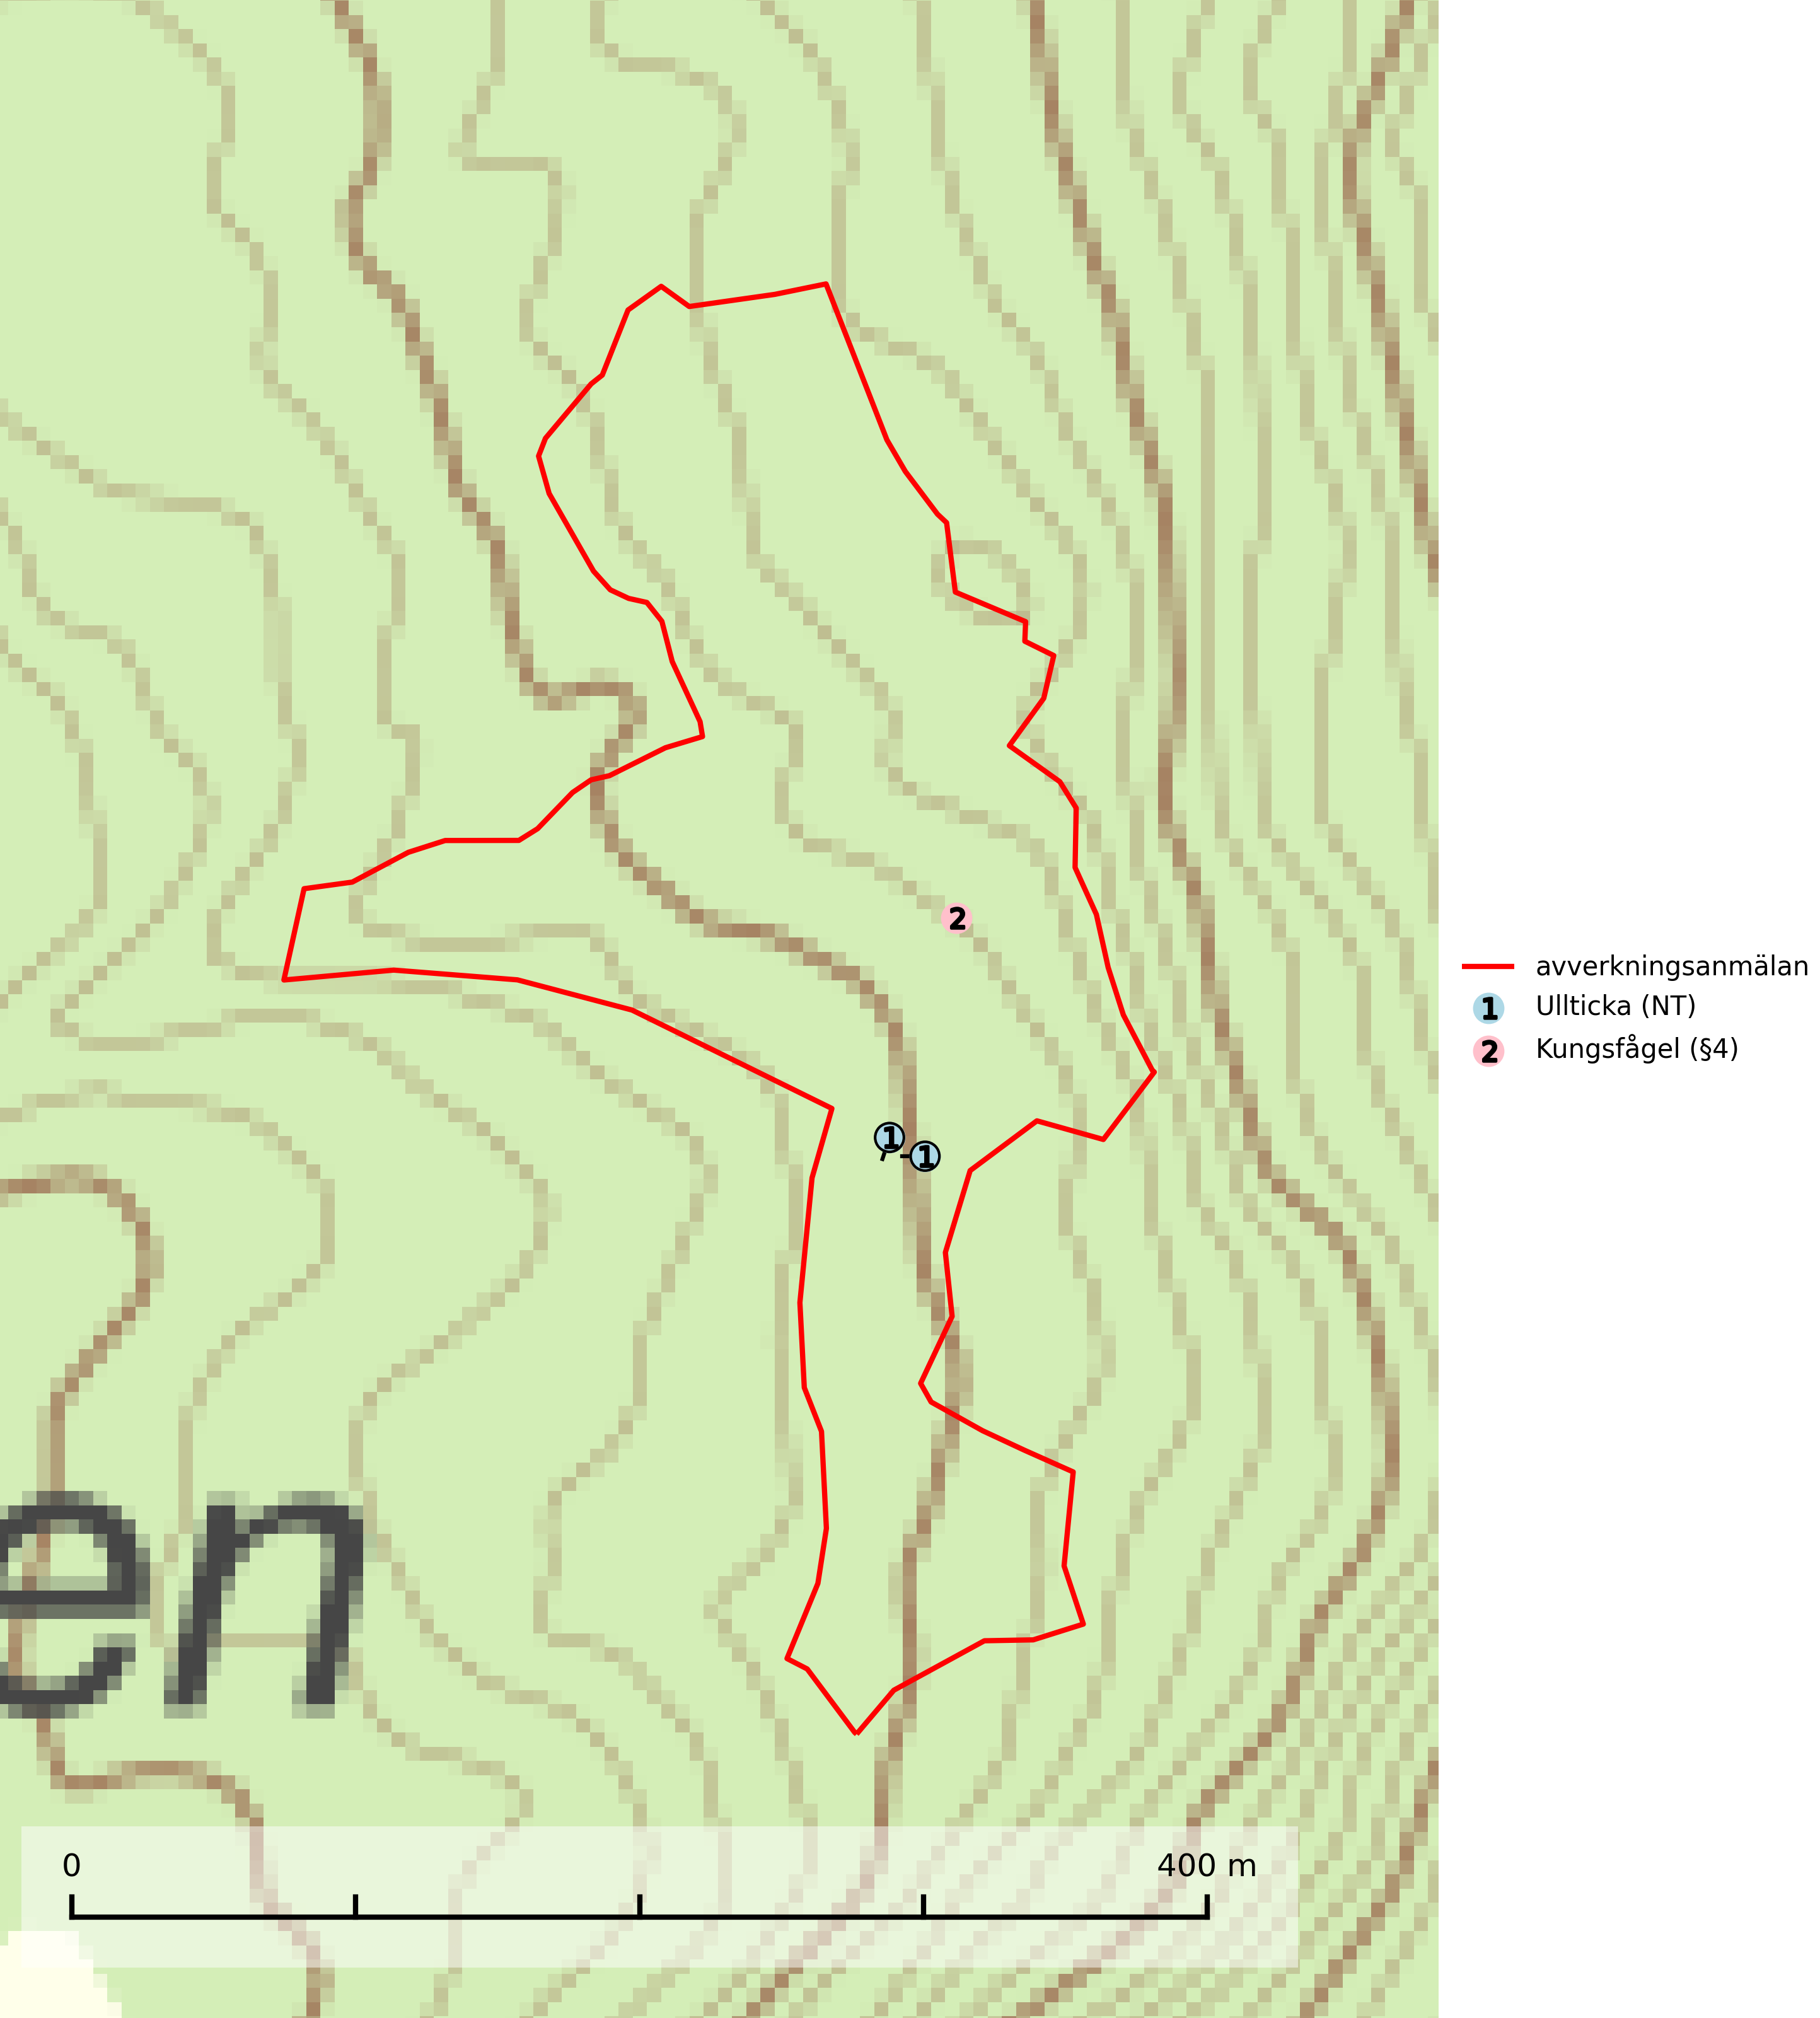 2
avverkningsanmälan
1 Ullticka (NT)
2 Kungsfågel (§4)
1
1
en
0 400 m